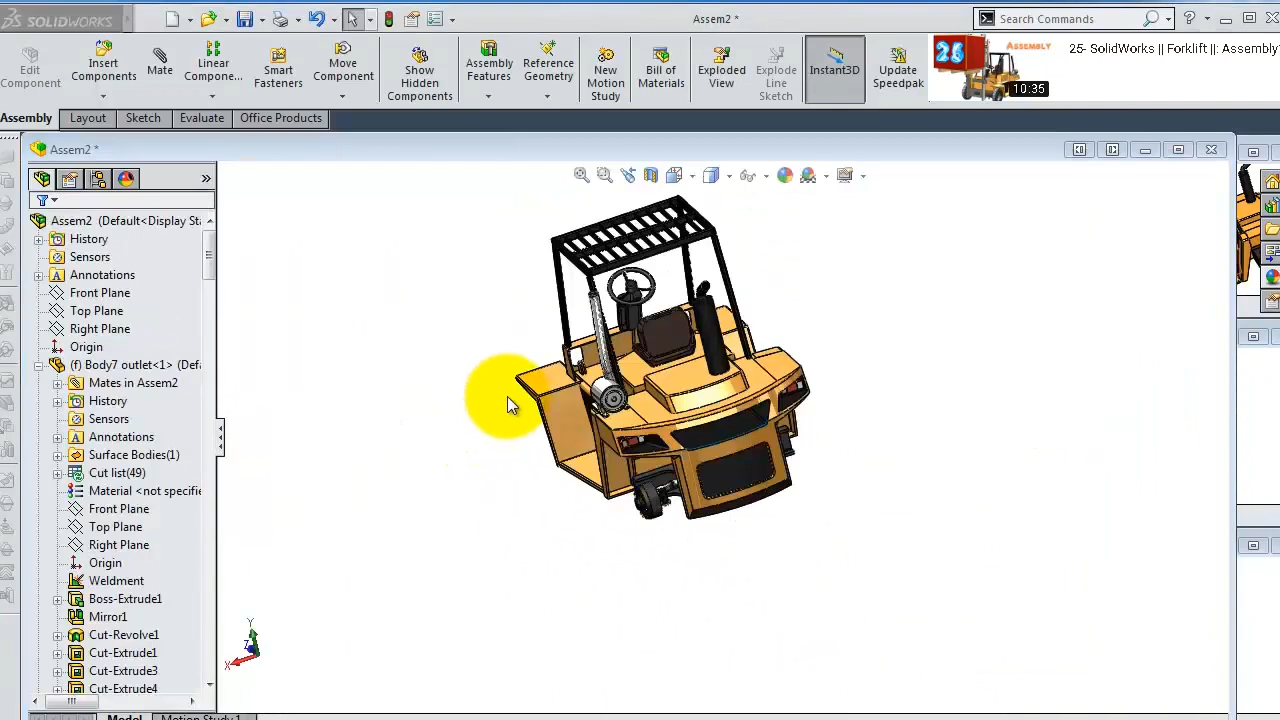 SOLIDWORKS
Assem2 *
Search Commands
Edit Component
Insert Components
Mate
Linear Compone...
Smart Fasten...
Move Component
Show Hidden Components
Assembly Features
Reference Geometry
New Motion Study
Bill of Materials
Exploded View
Explode Line Sketch
Instant3D
Update Speedpak
25
ASSEMBLY
25- SolidWorks || Forklift ||: Assembly
10:35
Assembly
Layout
Sketch
Evaluate
Office Products
Assem2 *
Assem2 (Default<Display Sta
History
Sensors
Annotations
Front Plane
Top Plane
Right Plane
Origin
(f) Body7 outlet<1> (Def
Mates in Assem2
History
Sensors
Annotations
Surface Bodies(1)
Cut list(49)
Material <not specifie
Front Plane
Top Plane
Right Plane
Origin
Weldment
Boss-Extrude1
Mirror1
Cut-Revolve1
Cut-Extrude1
Cut-Extrude3
Cut-Extrude4
Y
Z
X
Model
Motion Study 1